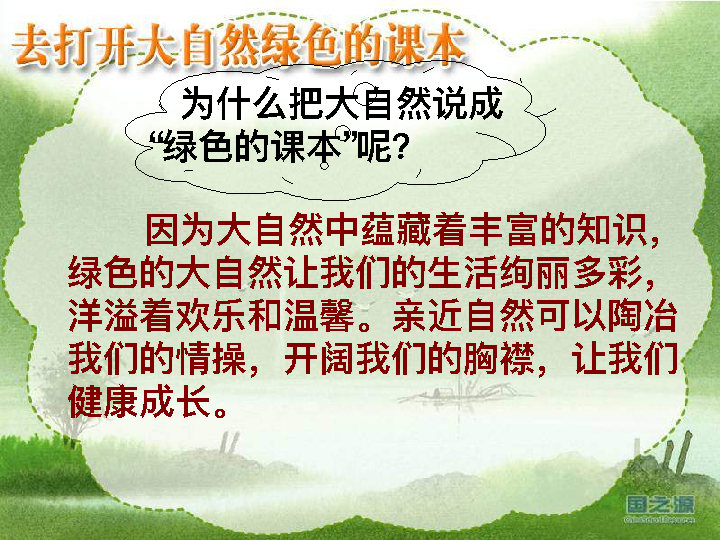 去打开大自然绿色的课本
为什么把大自然说成
“绿色的课本”呢？
因为大自然中蕴藏着丰富的知识，
绿色的大自然让我们的生活绚丽多彩，
洋溢着欢乐和温馨。亲近自然可以陶冶
我们的情操，开阔我们的胸襟，让我们
健康成长。
国之源